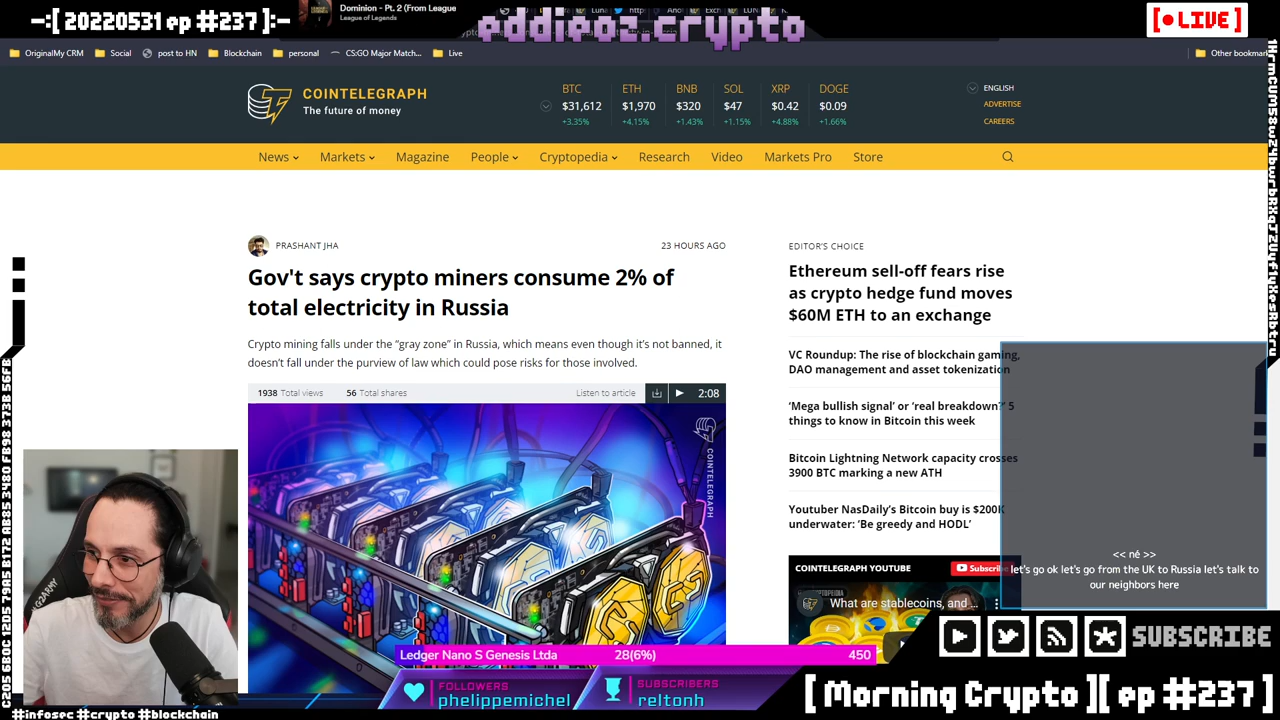 -:[ 20220531 ep #237 ]:-
Dominion - Pt. 2 (From League
League of Legends
eddieoz.crypto
[• LIVE ]
OriginalMy CRM
Social
post to HN
Blockchain
personal
CS:GO Major Match...
Live
Other bookmar
COINTELEGRAPH
The future of money
BTC ETH BNB SOL XRP DOGE
$31,612 $1,970 $320 $47 $0.42 $0.09
+3.35% +4.15% +1.43% +1.15% +4.88% +1.66%
ENGLISH
ADVERTISE
CAREERS
News Markets Magazine People Cryptopedia Research Video Markets Pro Store
PRASHANT JHA
23 HOURS AGO
Gov't says crypto miners consume 2% of
total electricity in Russia
Crypto mining falls under the “gray zone” in Russia, which means even though it’s not banned, it
doesn’t fall under the purview of law which could pose risks for those involved.
1938 Total views
56 Total shares
Listen to article
2:08
COINTELEGRAPH
EDITOR’S CHOICE
Ethereum sell-off fears rise
as crypto hedge fund moves
$60M ETH to an exchange
VC Roundup: The rise of blockchain gaming,
DAO management and asset tokenization
‘Mega bullish signal’ or ‘real breakdown?’ 5
things to know in Bitcoin this week
Bitcoin Lightning Network capacity crosses
3900 BTC marking a new ATH
Youtuber NasDaily’s Bitcoin buy is $200K
underwater: ‘Be greedy and HODL’
COINTELEGRAPH YOUTUBE
Subscribe
What are stablecoins, and ...
<< né >>
let's go ok let's go from the UK to Russia let's talk to
our neighbors here
Ledger Nano S Genesis Ltda
28(6%)
450
FOLLOWERS
phelippemichel
SUBSCRIBERS
reltonh
SUBSCRIBE
[ Morning Crypto ][ ep #237 ]
#infosec #crypto #blockchain